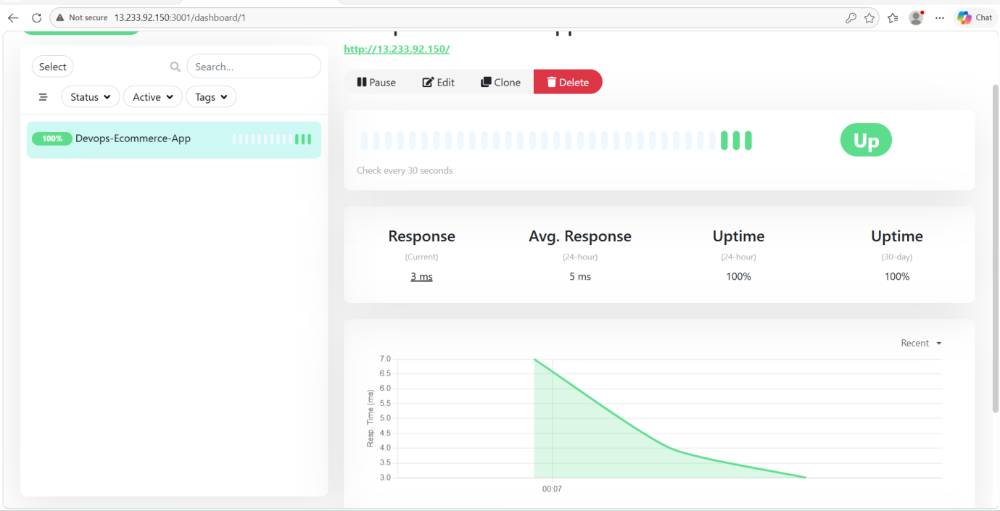 Not secure 13.233.92.150:3001/dashboard/1 Chat
http://13.233.92.150/
Select Search...
Status Active Tags
100% Devops-Ecommerce-App
Pause Edit Clone Delete
Up
Check every 30 seconds
Response Avg. Response Uptime Uptime
(Current) (24-hour) (24-hour) (30-day)
3 ms 5 ms 100% 100%
Recent
7.0
6.5
6.0
5.5
5.0
4.5
4.0
3.5
3.0
Resp. Time (ms)
00:07